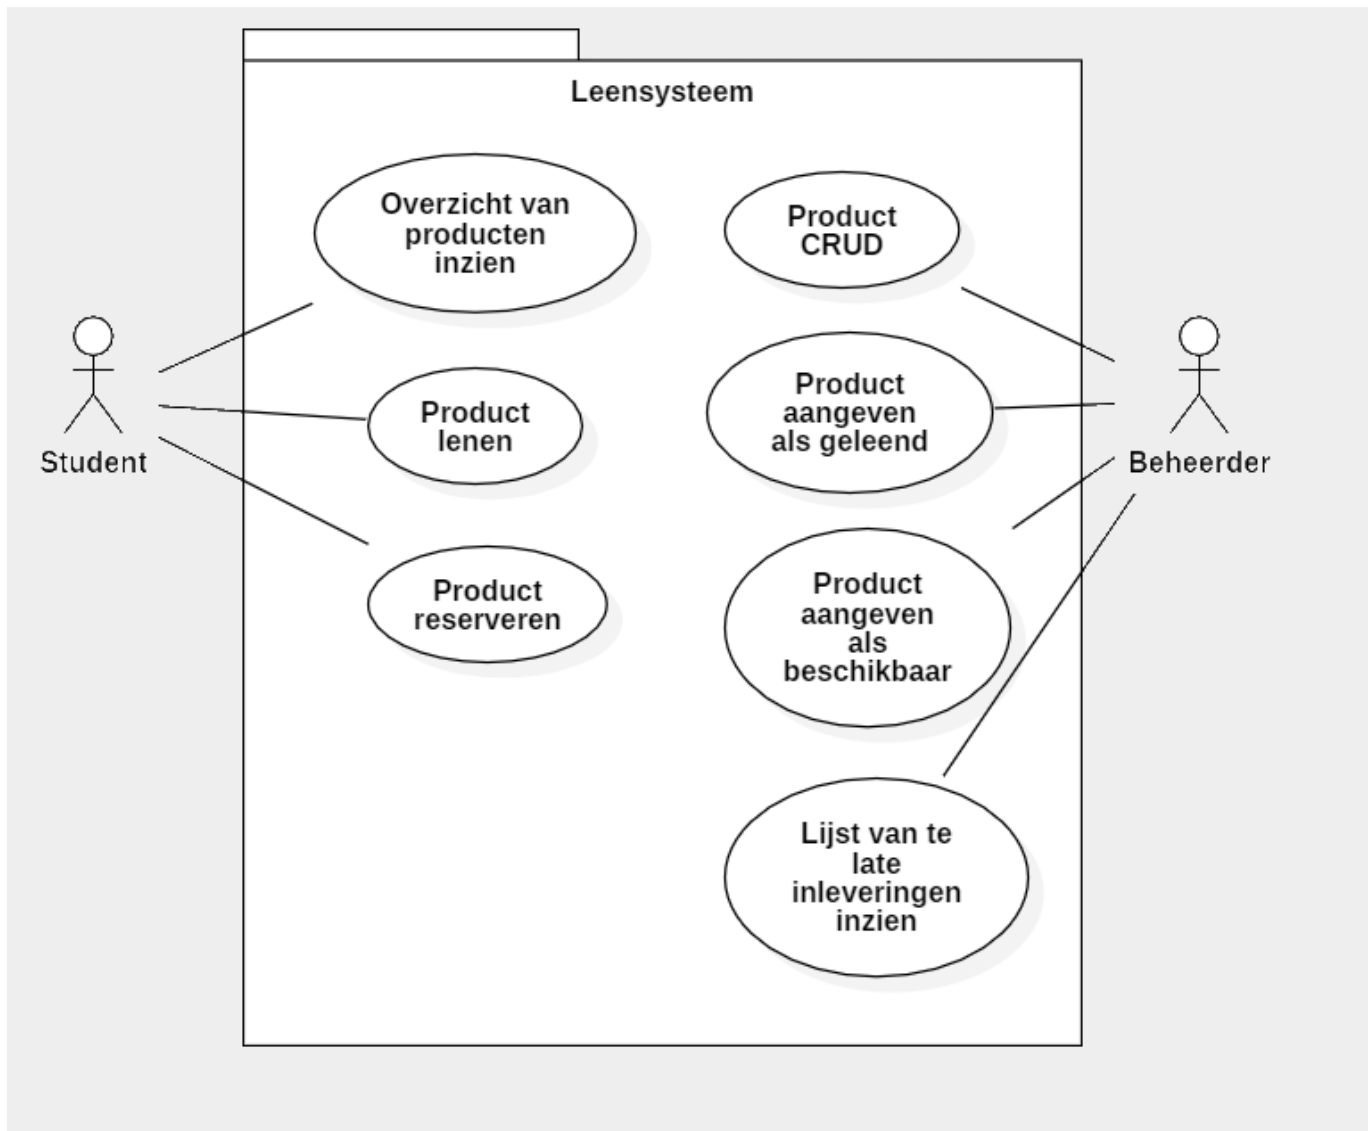 Leensysteem
Overzicht van
producten
inzien
Product
lenen
Product
reserveren
Student
Product
CRUD
Product
aangeven
als geleend
Product
aangeven
als
beschikbaar
Lijst van te
late
inleveringen
inzien
Beheerder